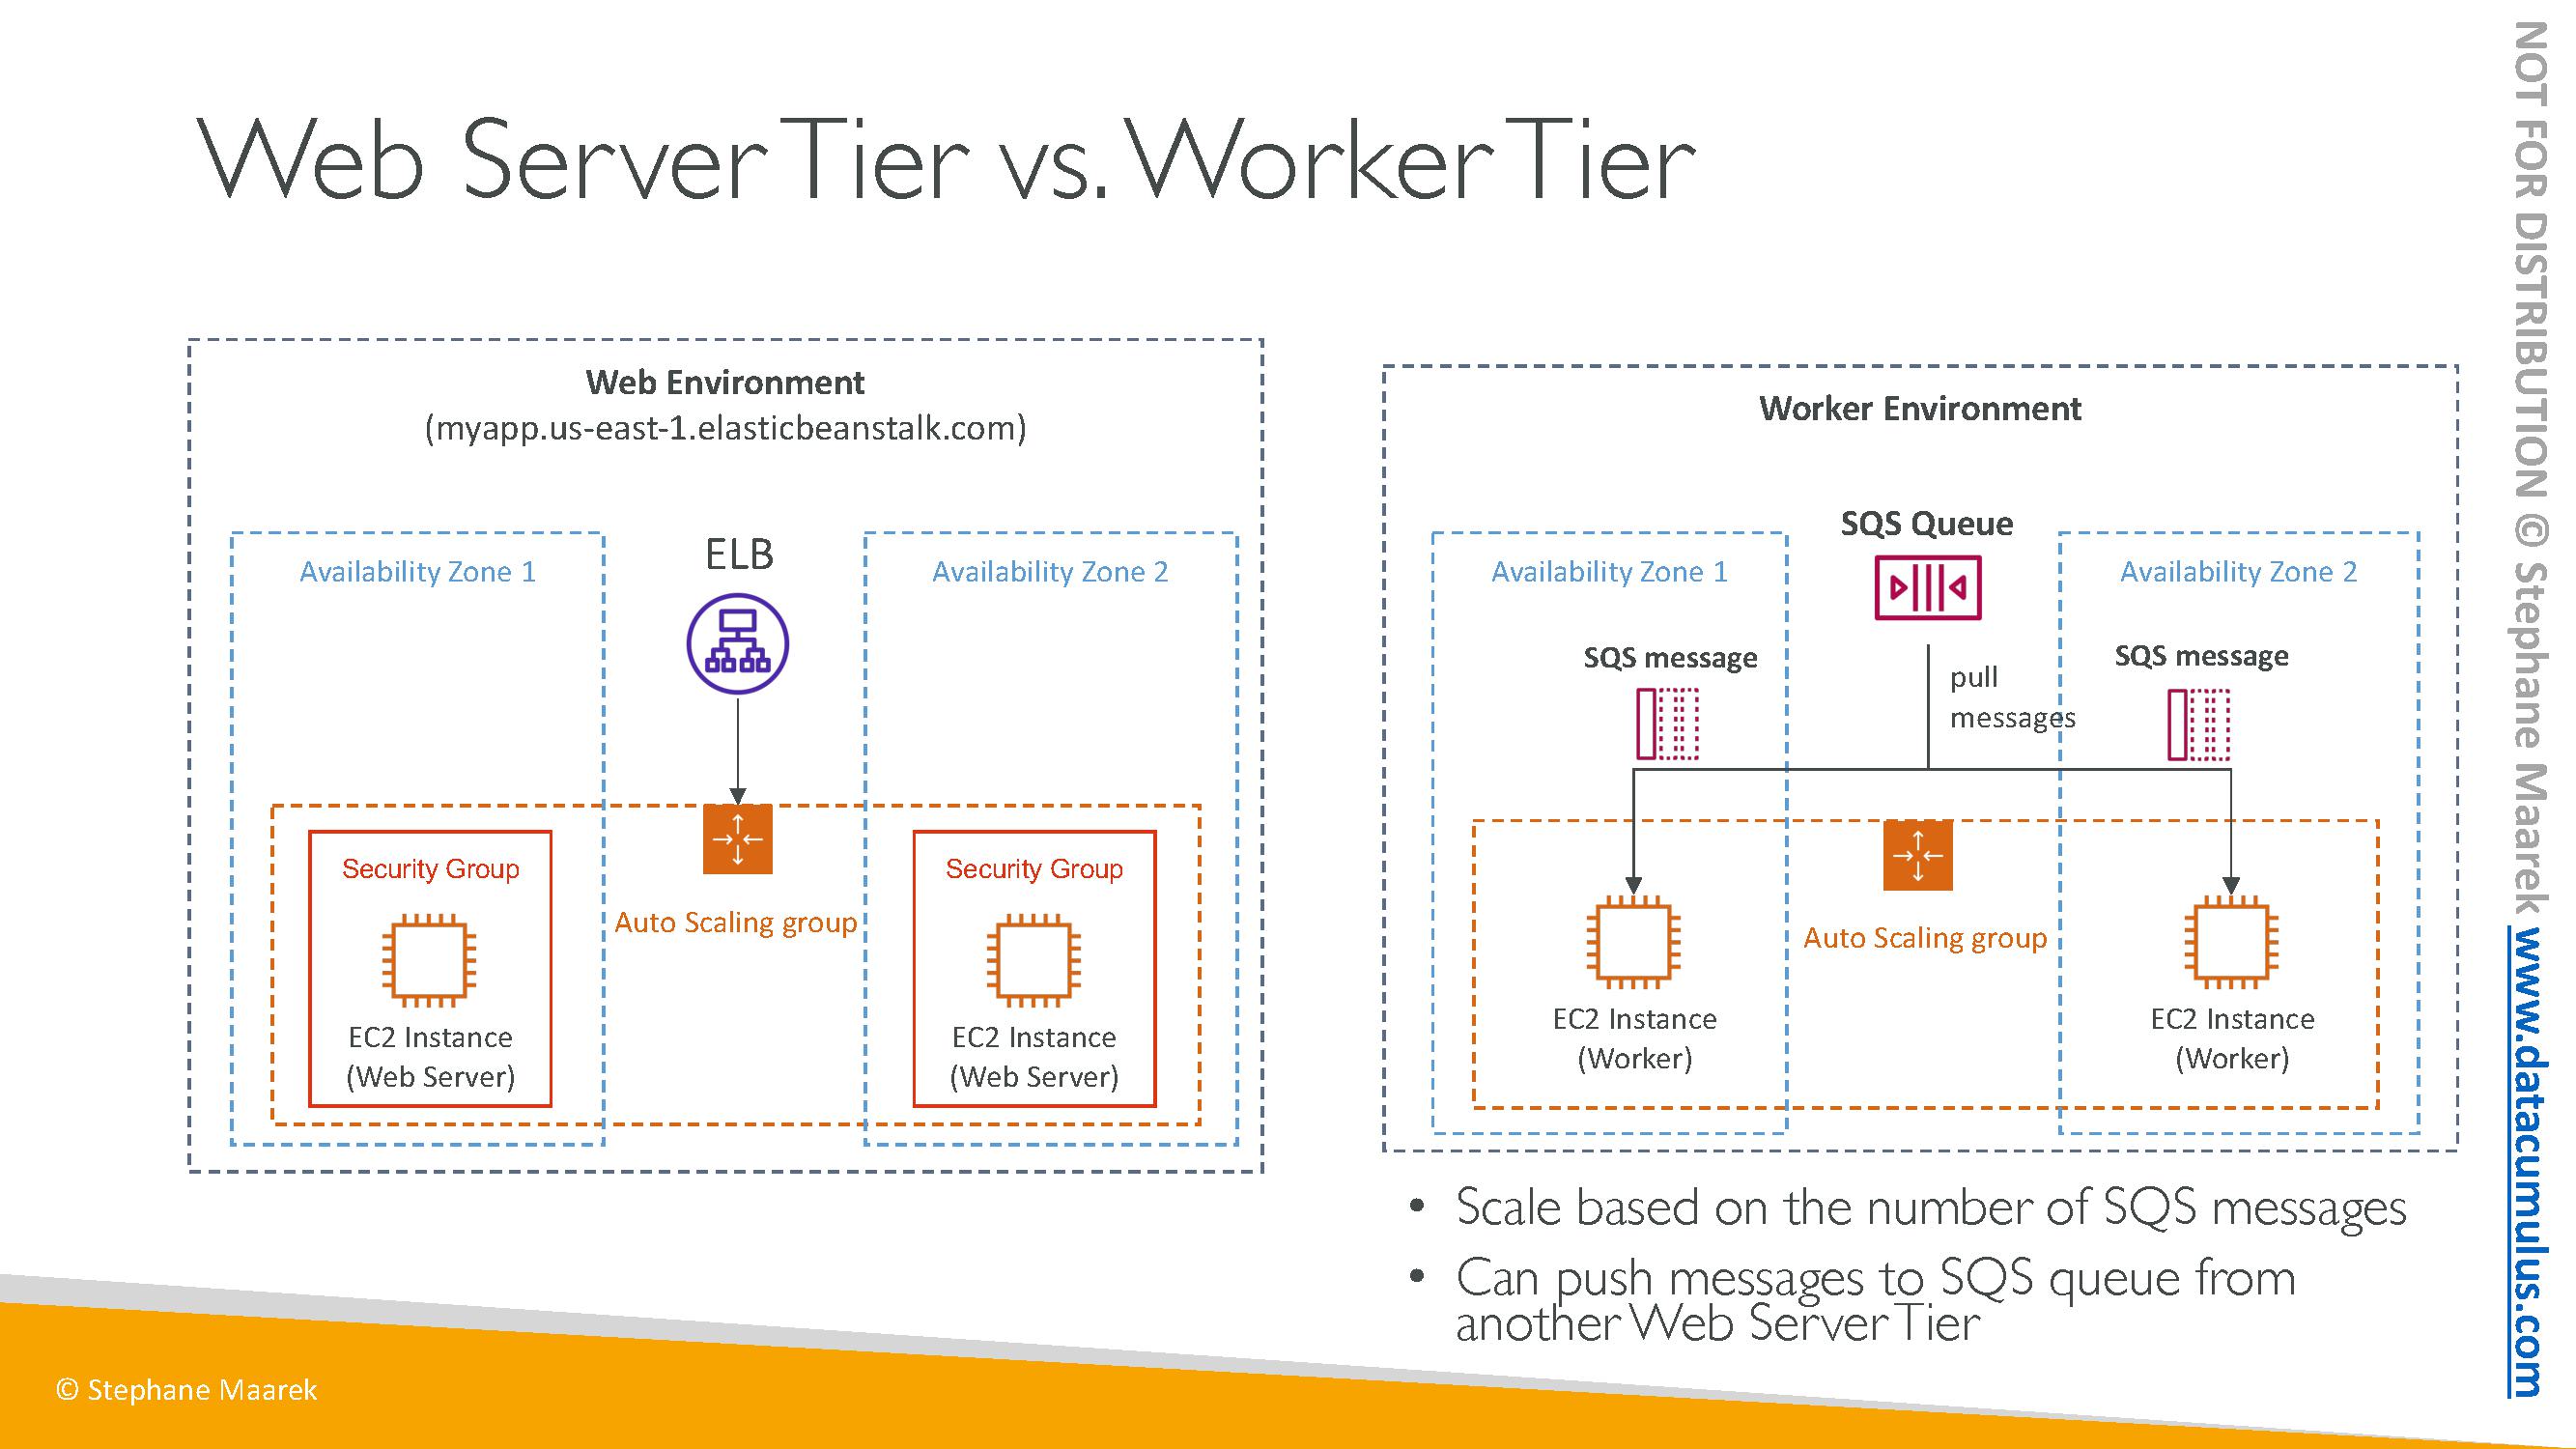 Web Server Tier vs. Worker Tier
Web Environment
(myapp.us-east-1.elasticbeanstalk.com)
Availability Zone 1
ELB
Availability Zone 2
Security Group
Security Group
Auto Scaling group
EC2 Instance
(Web Server)
EC2 Instance
(Web Server)
Worker Environment
SQS Queue
Availability Zone 1
Availability Zone 2
SQS message
SQS message
pull
messages
Auto Scaling group
EC2 Instance
(Worker)
EC2 Instance
(Worker)
• Scale based on the number of SQS messages
• Can push messages to SQS queue from
another Web Server Tier
© Stephane Maarek
NOT FOR DISTRIBUTION © Stephane Maarek www.datacumulus.com